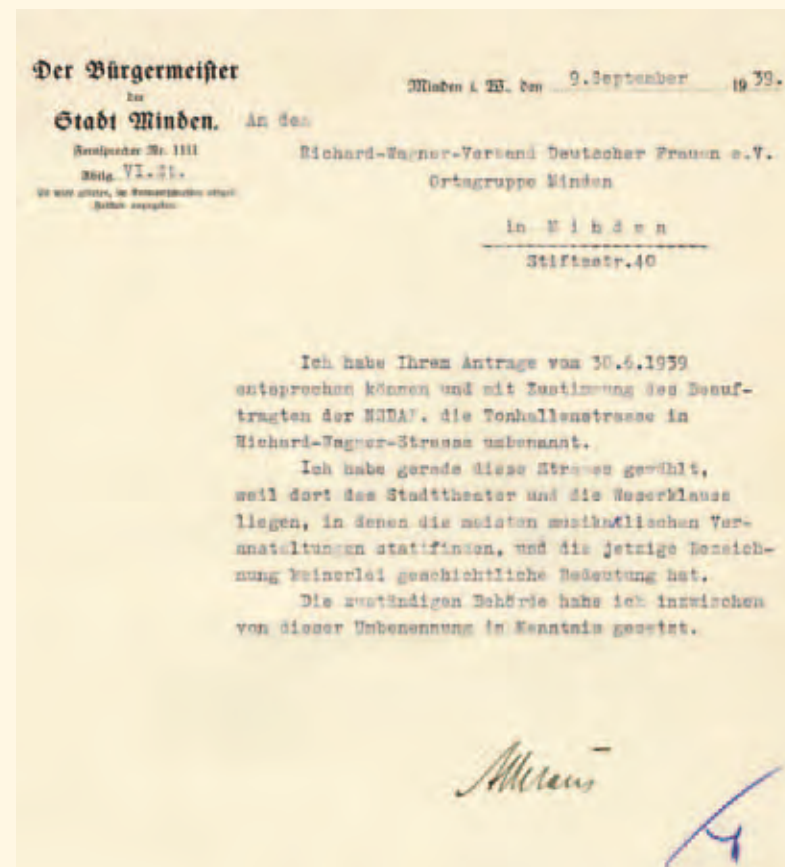 Der Bürgermeister
der
Stadt Minden.
Fernsprecher Nr. 1111
Abtlg. VI.
Minden i. W. den 9.September 1939.
An den
Richard-Wagner-Verband Deutscher Frauen e.V.
Ortsgruppe Minden
in M i n d e n
Stiftsstr.40
Ich habe Ihrem Antrage vom 30.6.1939
entsprechen können und mit Zustimmung des Beauf-
tragten der NSDAP. die Tonhallenstrasse in
Richard-Wagner-Strasse umbenannt.
Ich habe gerade diese Strasse gewählt,
weil dort das Stadttheater und die Weserklause
liegen, in denen die meisten musikalischen Ver-
anstaltungen stattfinden, und die jetzige Bezeich-
nung keinerlei geschichtliche Bedeutung hat.
Die zuständigen Behörde habe ich inzwischen
von dieser Umbenennung in Kenntnis gesetzt.